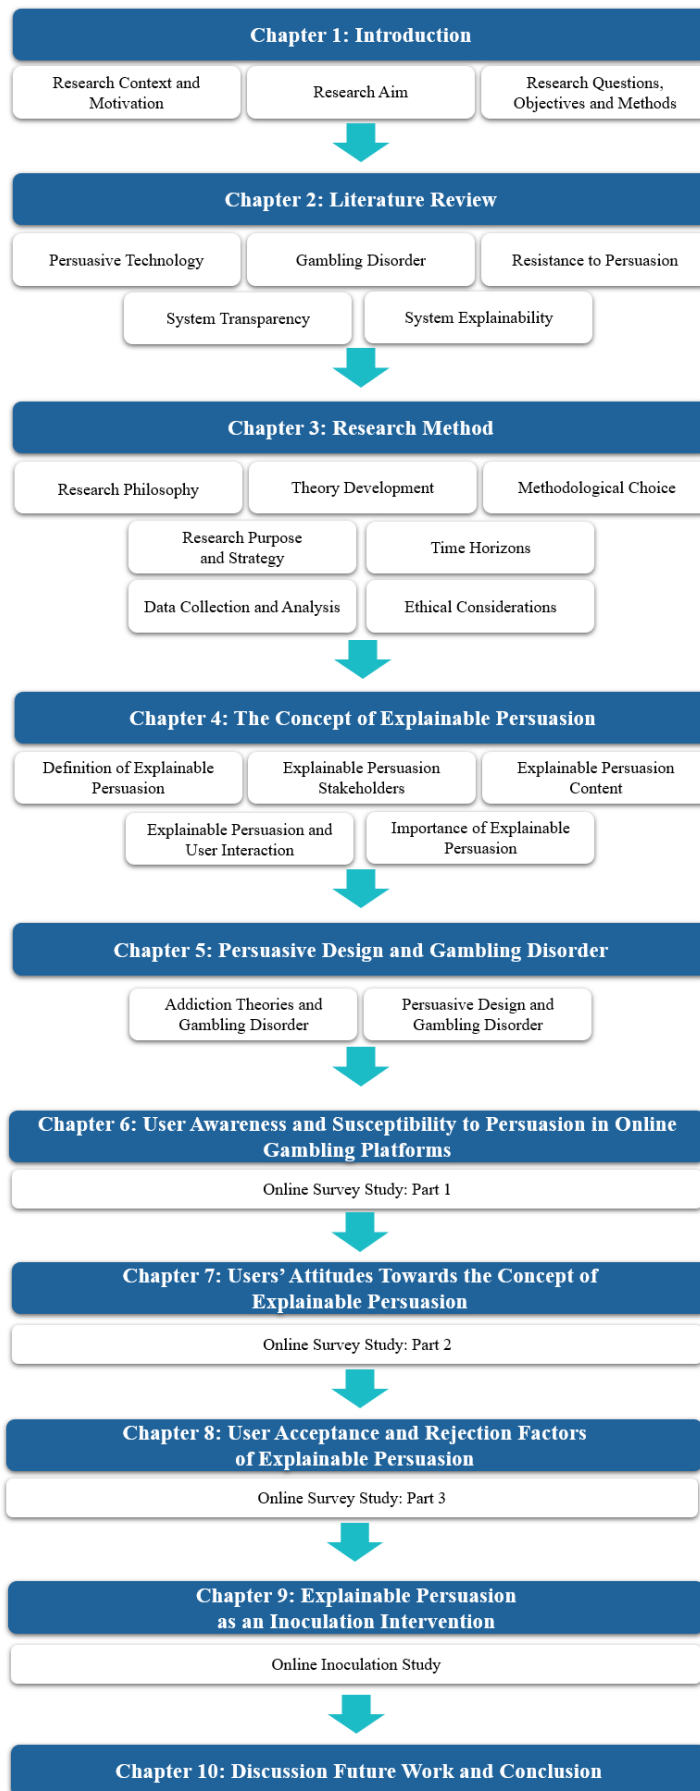 Chapter 1: Introduction
Research Context and
Motivation
Research Aim
Research Questions,
Objectives and Methods
Chapter 2: Literature Review
Persuasive Technology
Gambling Disorder
Resistance to Persuasion
System Transparency
System Explainability
Chapter 3: Research Method
Research Philosophy
Theory Development
Methodological Choice
Research Purpose
and Strategy
Time Horizons
Data Collection and Analysis
Ethical Considerations
Chapter 4: The Concept of Explainable Persuasion
Definition of Explainable
Persuasion
Explainable Persuasion
Stakeholders
Explainable Persuasion
Content
Explainable Persuasion and
User Interaction
Importance of Explainable
Persuasion
Chapter 5: Persuasive Design and Gambling Disorder
Addiction Theories and
Gambling Disorder
Persuasive Design and
Gambling Disorder
Chapter 6: User Awareness and Susceptibility to Persuasion in Online
Gambling Platforms
Online Survey Study: Part 1
Chapter 7: Users’ Attitudes Towards the Concept of
Explainable Persuasion
Online Survey Study: Part 2
Chapter 8: User Acceptance and Rejection Factors
of Explainable Persuasion
Online Survey Study: Part 3
Chapter 9: Explainable Persuasion
as an Inoculation Intervention
Online Inoculation Study
Chapter 10: Discussion Future Work and Conclusion